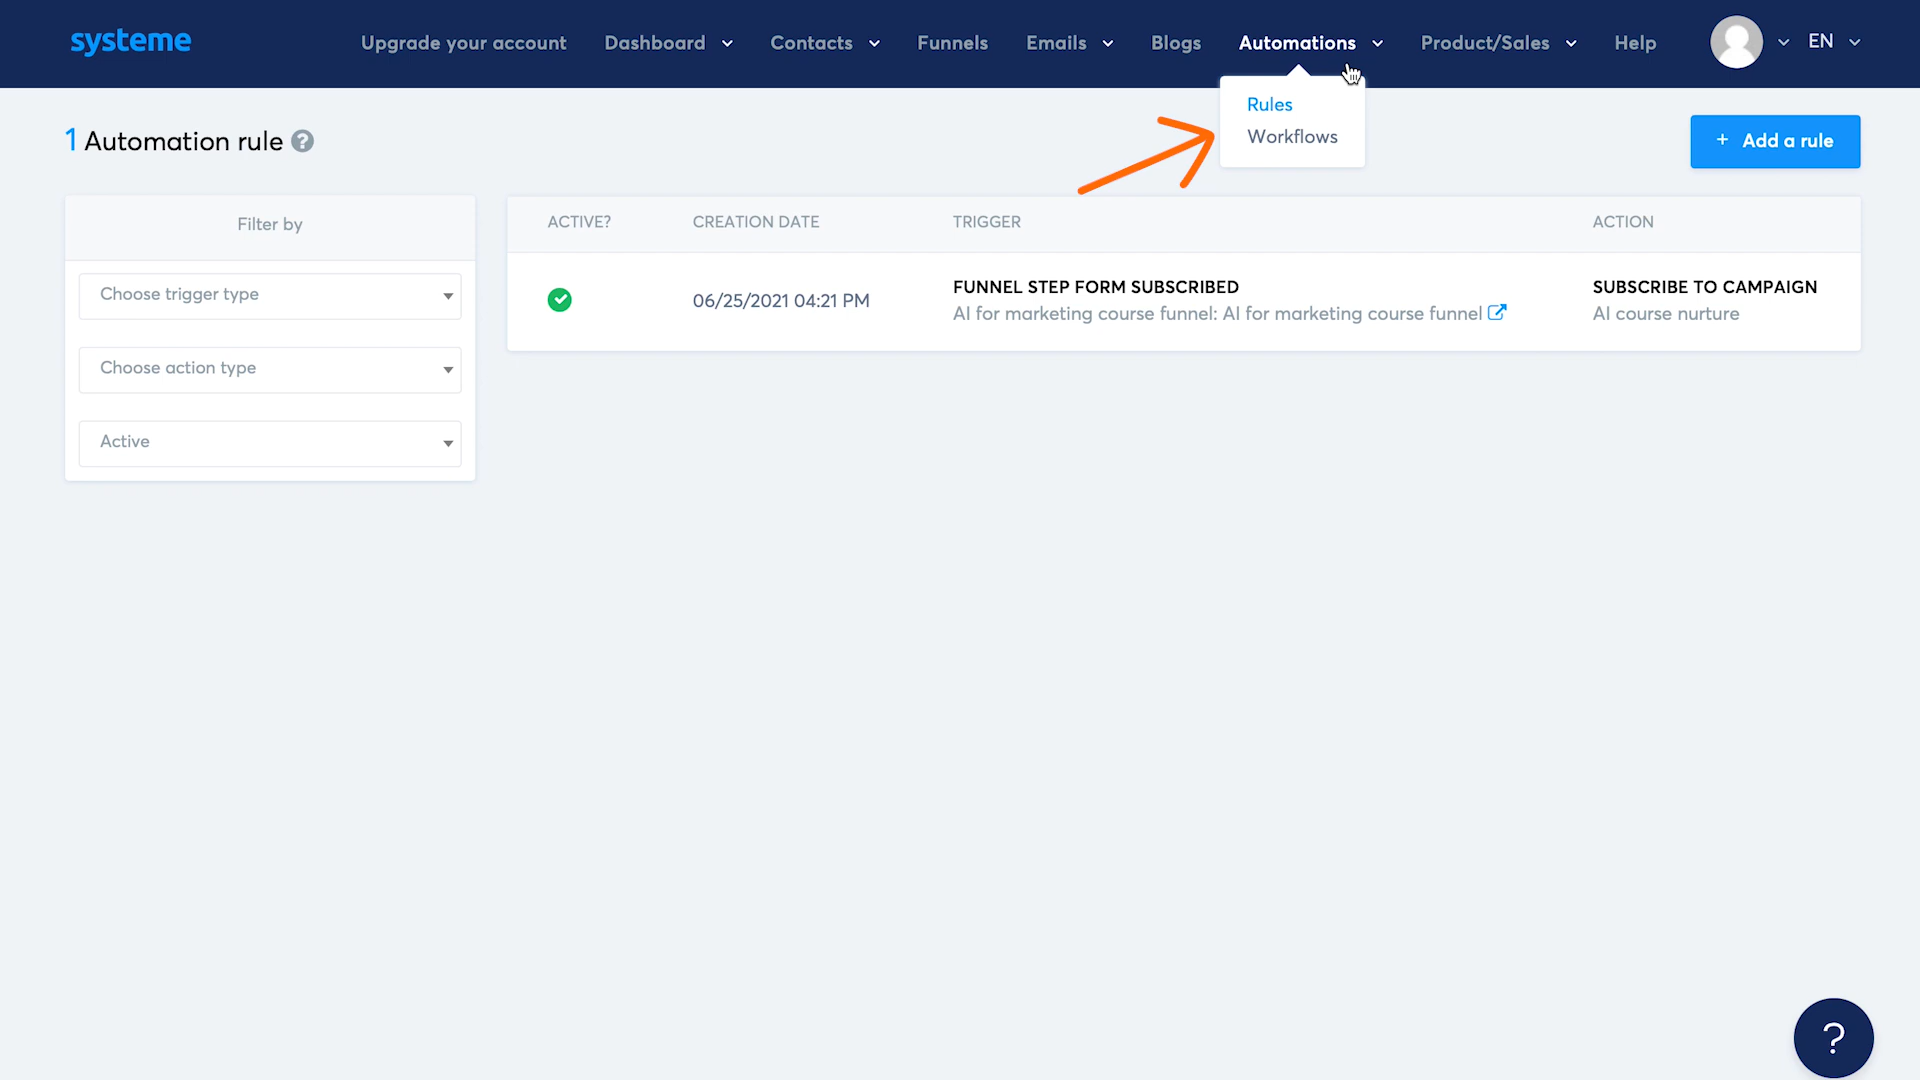 systeme
Upgrade your account
Dashboard
Contacts
Funnels
Emails
Blogs
Automations
Product/Sales
Help
EN
Rules
Workflows
1 Automation rule ?
+ Add a rule
Filter by
Choose trigger type
Choose action type
Active
ACTIVE? CREATION DATE TRIGGER ACTION
06/25/2021 04:21 PM
FUNNEL STEP FORM SUBSCRIBED
AI for marketing course funnel: AI for marketing course funnel
SUBSCRIBE TO CAMPAIGN
AI course nurture
?